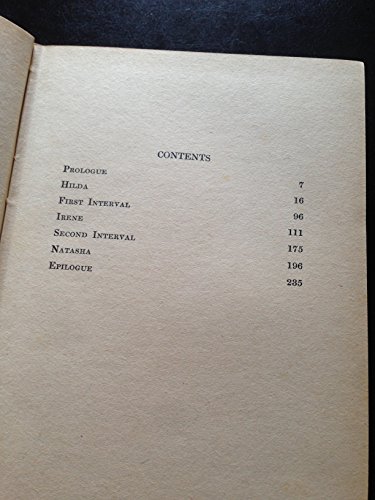 CONTENTS
PROLOGUE
HILDA 7
FIRST INTERVAL 16
IRENE 96
SECOND INTERVAL 111
NATASHA 175
EPILOGUE 196
235